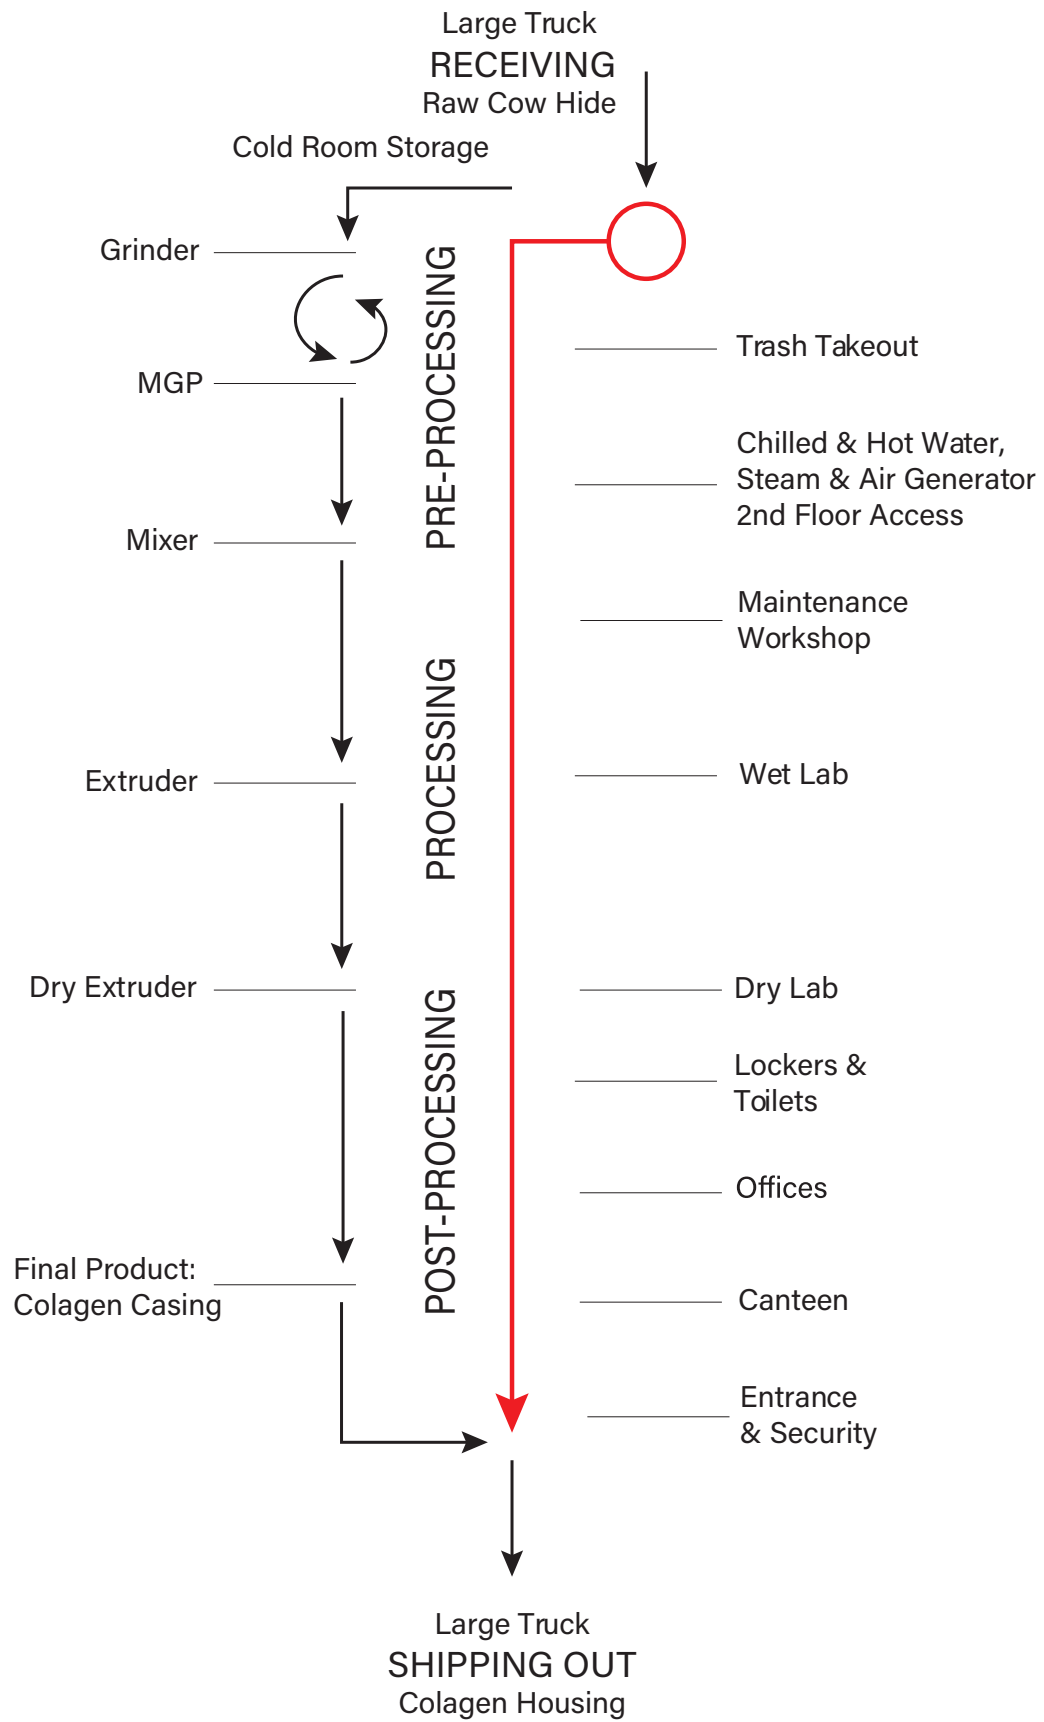 Large Truck
RECEIVING
Raw Cow Hide
Cold Room Storage
Grinder
MGP
Mixer
Extruder
Dry Extruder
Final Product:
Colagen Casing
PRE-PROCESSING
PROCESSING
POST-PROCESSING
Trash Takeout
Chilled & Hot Water,
Steam & Air Generator
2nd Floor Access
Maintenance
Workshop
Wet Lab
Dry Lab
Lockers &
Toilets
Offices
Canteen
Entrance
& Security
Large Truck
SHIPPING OUT
Colagen Housing